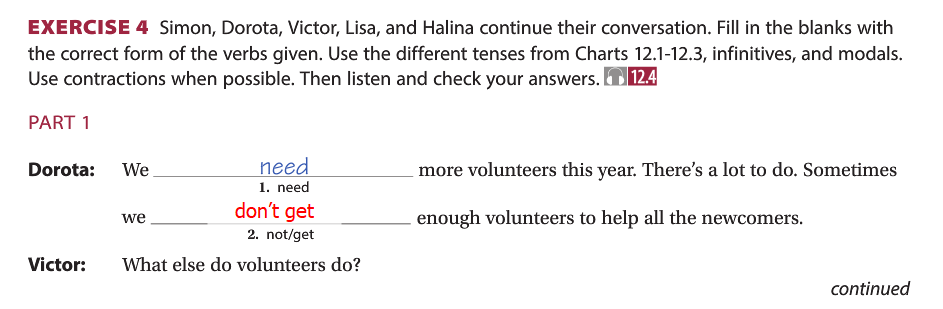 EXERCISE 4 Simon, Dorota, Victor, Lisa, and Halina continue their conversation. Fill in the blanks with
the correct form of the verbs given. Use the different tenses from Charts 12.1-12.3, infinitives, and modals.
Use contractions when possible. Then listen and check your answers. 12.4
PART 1
Dorota: We need more volunteers this year. There's a lot to do. Sometimes
1. need
we don't get enough volunteers to help all the newcomers.
2. not/get
Victor: What else do volunteers do?
continued